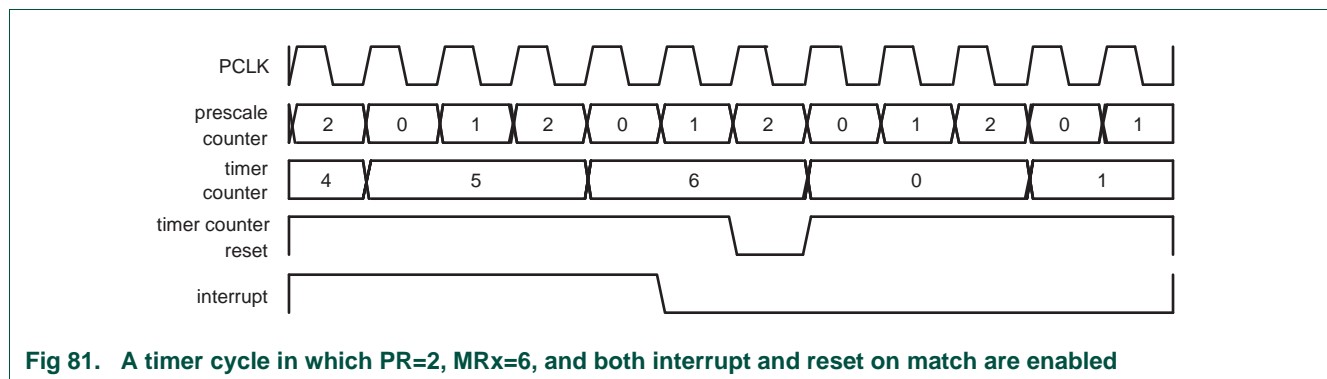 PCLK
prescale
counter
2 0 1 2 0 1 2 0 1 2 0 1
timer
counter
4 5 6 0 1
timer counter
reset
interrupt
Fig 81. A timer cycle in which PR=2, MRx=6, and both interrupt and reset on match are enabled